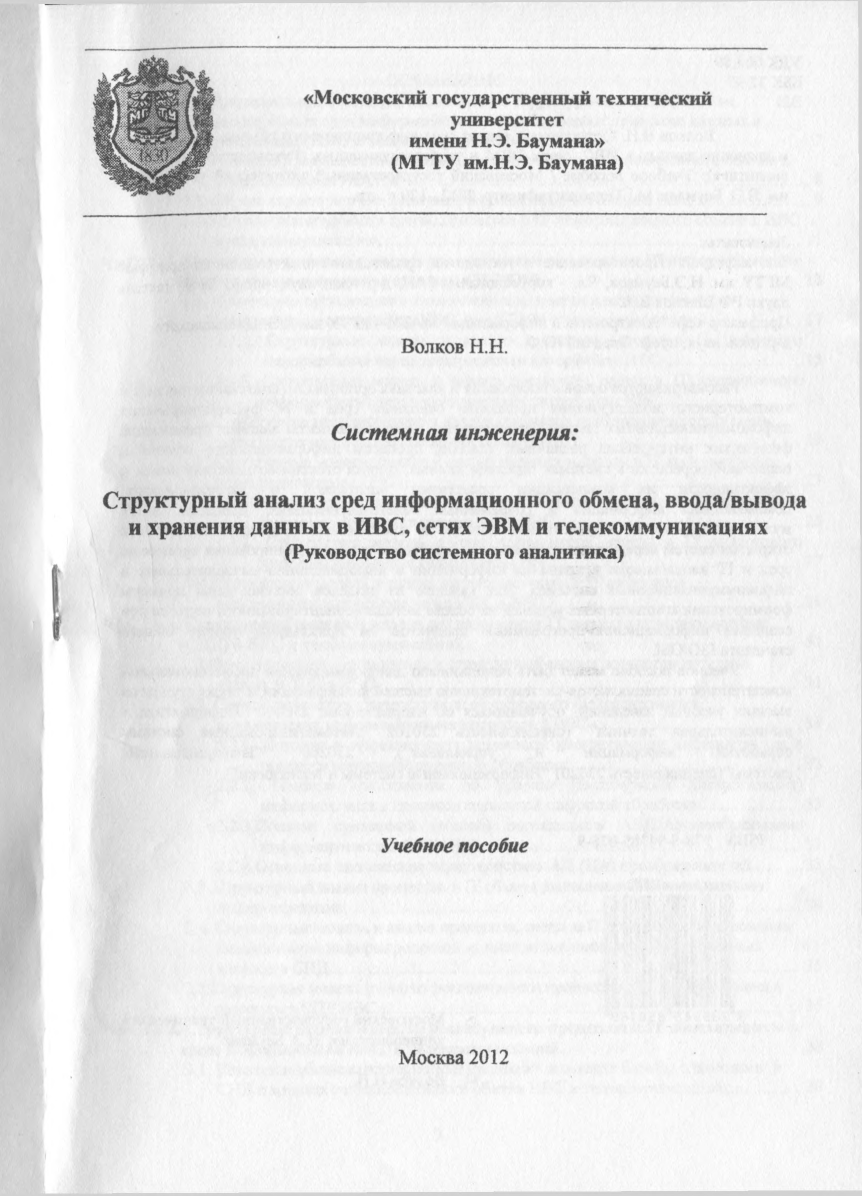 «Московский государственный технический
университет
имени Н.Э. Баумана»
(МГТУ им.Н.Э. Баумана)
1830
Волков Н.Н.
Системная инженерия:
Структурный анализ сред информационного обмена, ввода/вывода
и хранения данных в ИВС, сетях ЭВМ и телекоммуникациях
(Руководство системного аналитика)
Учебное пособие
Москва 2012